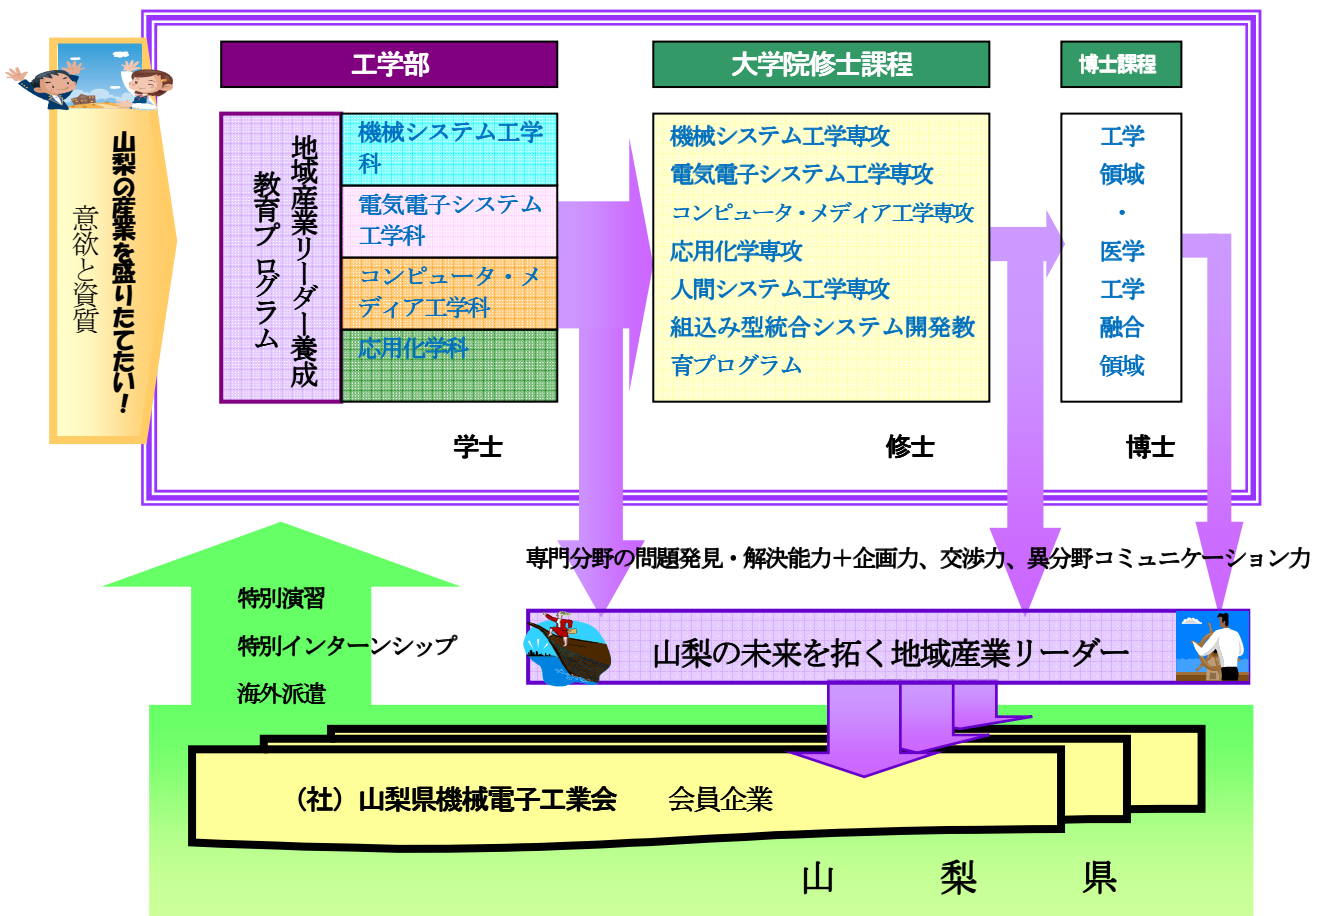 工学部
大学院修士課程
博士課程
山梨の産業を盛りたてたい！
意欲と資質
地域産業リーダー養成
教育プログラム
機械システム工学
科
電気電子システム
工学科
コンピュータ・メ
ディア工学科
応用化学科
機械システム工学専攻
電気電子システム工学専攻
コンピュータ・メディア工学専攻
応用化学専攻
人間システム工学専攻
組込み型統合システム開発教
育プログラム
工学
領域
・
医学
工学
融合
領域
学士
修士
博士
専門分野の問題発見・解決能力＋企画力、交渉力、異分野コミュニケーション力
特別演習
特別インターンシップ
海外派遣
山梨の未来を拓く地域産業リーダー
（社）山梨県機械電子工業会　会員企業
山　梨　県